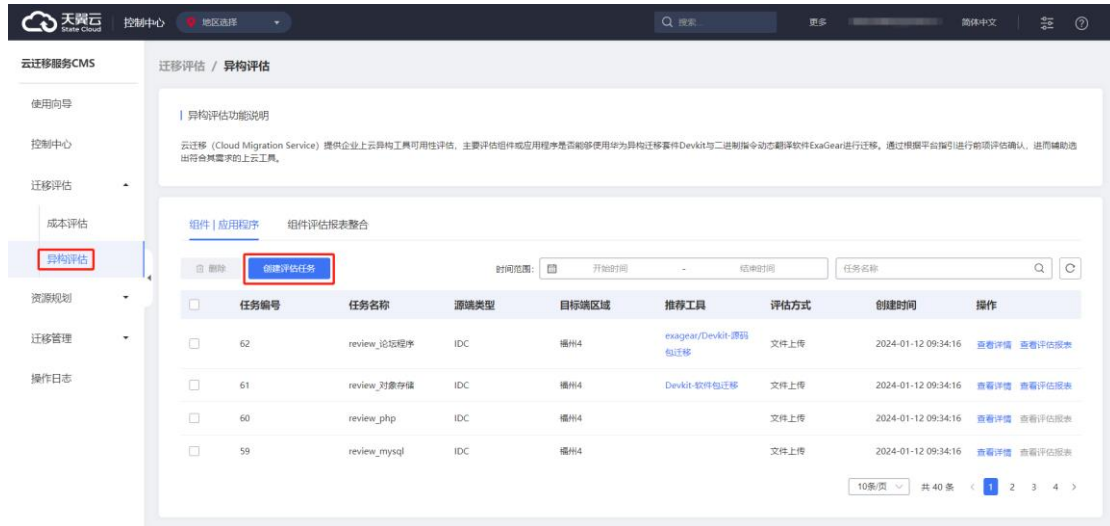 天翼云 State Cloud 控制中心 地区选择 搜索... 更多 简体中文
云迁移服务CMS
使用向导
控制中心
迁移评估
成本评估
异构评估
资源规划
迁移管理
操作日志
迁移评估 / 异构评估
异构评估功能说明
云迁移（Cloud Migration Service）提供企业上云异构工具可用性评估，主要评估组件或应用程序是否能够使用华为异构迁移套件Devkit与二进制指令动态翻译软件ExaGear进行迁移。通过根据平台指引进行前项评估确认，进而辅助选
出符合其需求的上云工具。
组件 | 应用程序 组件评估报表整合
删除 创建评估任务 时间范围: 开始时间 - 结束时间 任务名称
任务编号 任务名称 源端类型 目标端区域 推荐工具 评估方式 创建时间 操作
62 review_论坛程序 IDC 福州4 exagear/Devkit-源码包迁移 文件上传 2024-01-12 09:34:16 查看详情 查看评估报表
61 review_对象存储 IDC 福州4 Devkit-软件包迁移 文件上传 2024-01-12 09:34:16 查看详情 查看评估报表
60 review_php IDC 福州4 文件上传 2024-01-12 09:34:16 查看详情 查看评估报表
59 review_mysql IDC 福州4 文件上传 2024-01-12 09:34:16 查看详情 查看评估报表
10条/页 共 40 条 1 2 3 4